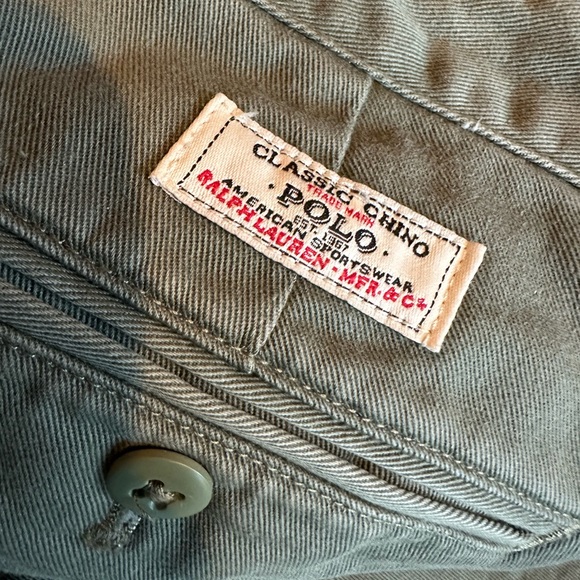 CLASSIC CHINO
TRADE MARK
· POLO ·
EST. 1967
AMERICAN SPORTSWEAR
RALPH LAUREN - MFR. & Co.